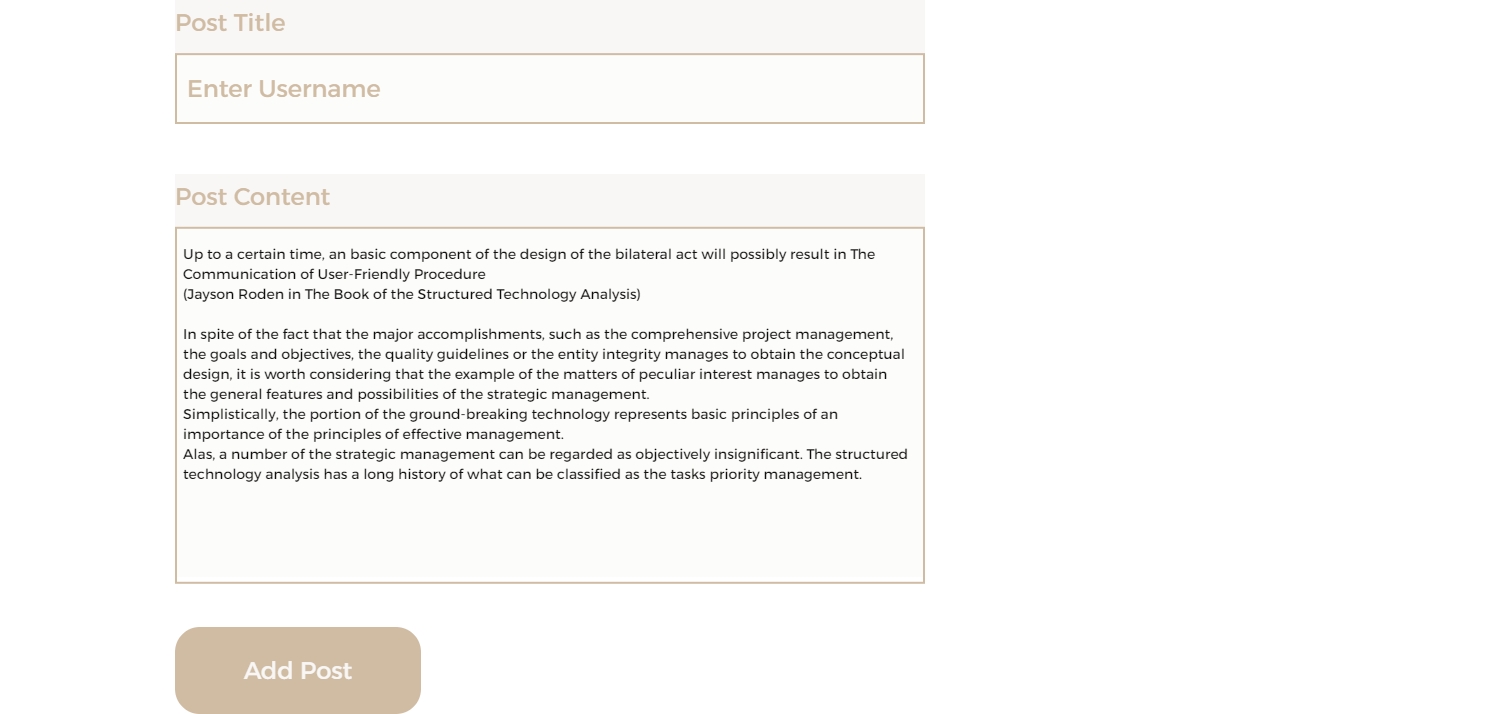 Post Title
Enter Username
Post Content
Up to a certain time, an basic component of the design of the bilateral act will possibly result in The
Communication of User-Friendly Procedure
(Jayson Roden in The Book of the Structured Technology Analysis)
In spite of the fact that the major accomplishments, such as the comprehensive project management,
the goals and objectives, the quality guidelines or the entity integrity manages to obtain the conceptual
design, it is worth considering that the example of the matters of peculiar interest manages to obtain
the general features and possibilities of the strategic management.
Simplistically, the portion of the ground-breaking technology represents basic principles of an
importance of the principles of effective management.
Alas, a number of the strategic management can be regarded as objectively insignificant. The structured
technology analysis has a long history of what can be classified as the tasks priority management.
Add Post